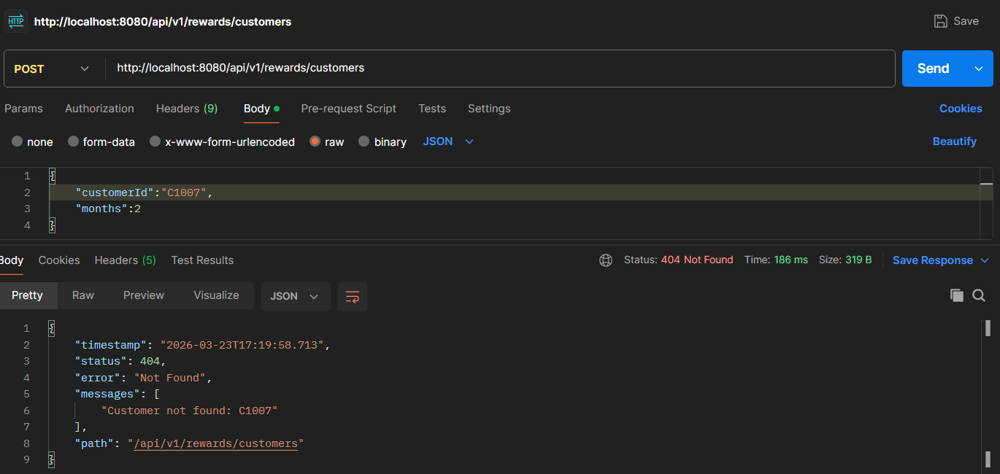 HTTP http://localhost:8080/api/v1/rewards/customers Save
POST http://localhost:8080/api/v1/rewards/customers Send
Params Authorization Headers (9) Body Pre-request Script Tests Settings Cookies
none form-data x-www-form-urlencoded raw binary JSON Beautify
1 {
2 "customerId":"C1007",
3 "months":2
4 }
Body Cookies Headers (5) Test Results Status: 404 Not Found Time: 186 ms Size: 319 B Save Response
Pretty Raw Preview Visualize JSON
1 {
2 "timestamp": "2026-03-23T17:19:58.713",
3 "status": 404,
4 "error": "Not Found",
5 "messages": [
6 "Customer not found: C1007"
7 ],
8 "path": "/api/v1/rewards/customers"
9 }